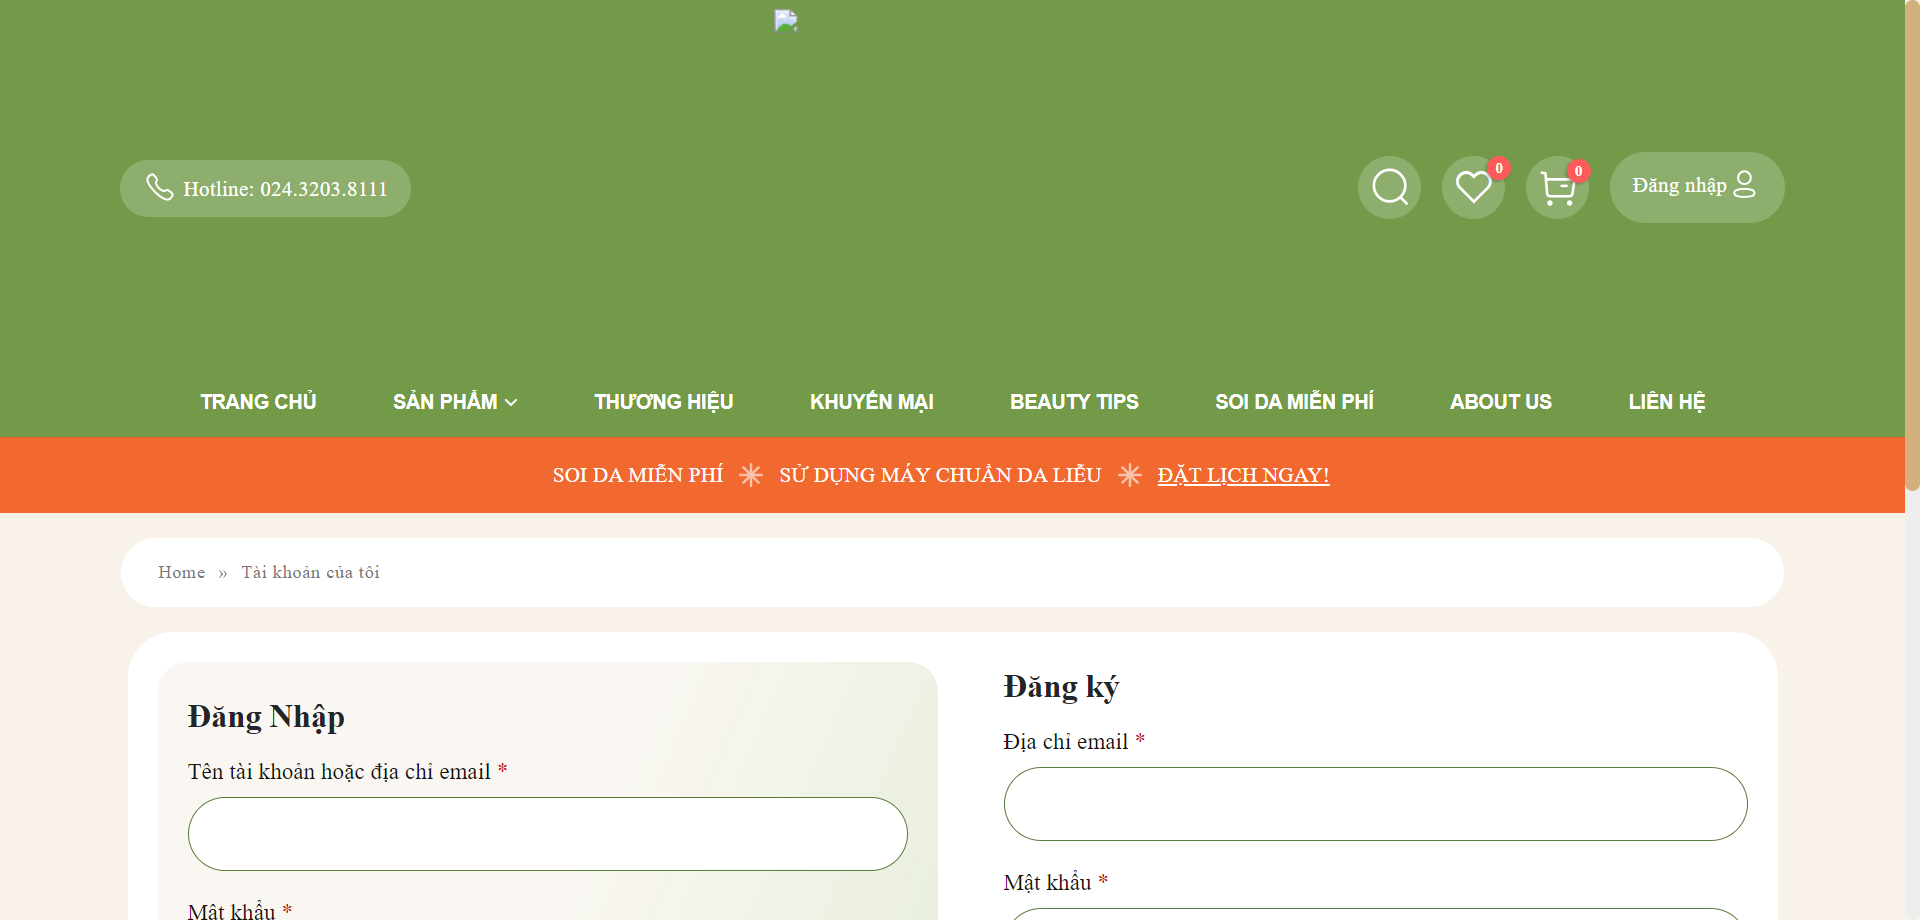 Hotline: 024.3203.8111
0
0
Đăng nhập
TRANG CHỦ
SẢN PHẨM
THƯƠNG HIỆU
KHUYẾN MẠI
BEAUTY TIPS
SOI DA MIỄN PHÍ
ABOUT US
LIÊN HỆ
SOI DA MIỄN PHÍ
SỬ DỤNG MÁY CHUẨN DA LIỄU
ĐẶT LỊCH NGAY!
Home » Tài khoản của tôi
Đăng Nhập
Tên tài khoản hoặc địa chỉ email *
Mật khẩu *
Đăng ký
Địa chỉ email *
Mật khẩu *